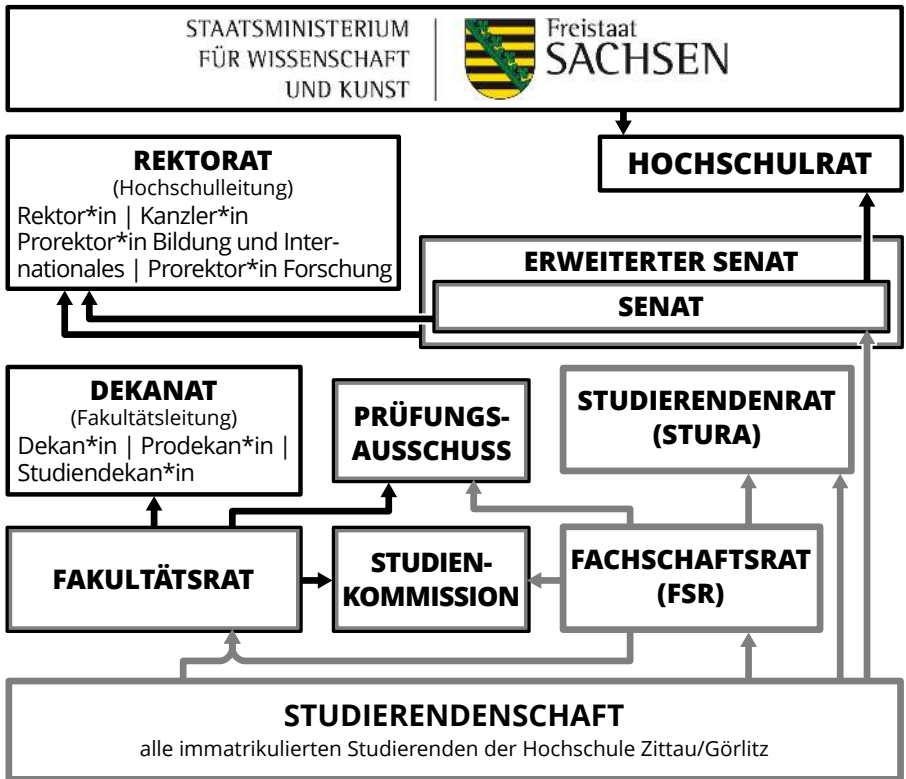 STAATSMINISTERIUM
FÜR WISSENSCHAFT
UND KUNST
Freistaat
SACHSEN
REKTORAT
(Hochschulleitung)
Rektor*in | Kanzler*in
Prorektor*in Bildung und Inter-
nationales | Prorektor*in Forschung
HOCHSCHULRAT
ERWEITERTER SENAT
SENAT
DEKANAT
(Fakultätsleitung)
Dekan*in | Prodekan*in |
Studiendekan*in
PRÜFUNGS-
AUSSCHUSS
STUDIERENDENRAT
(STURA)
FAKULTÄTSRAT
STUDIEN-
KOMMISSION
FACHSCHAFTSRAT
(FSR)
STUDIERENDENSCHAFT
alle immatrikulierten Studierenden der Hochschule Zittau/Görlitz